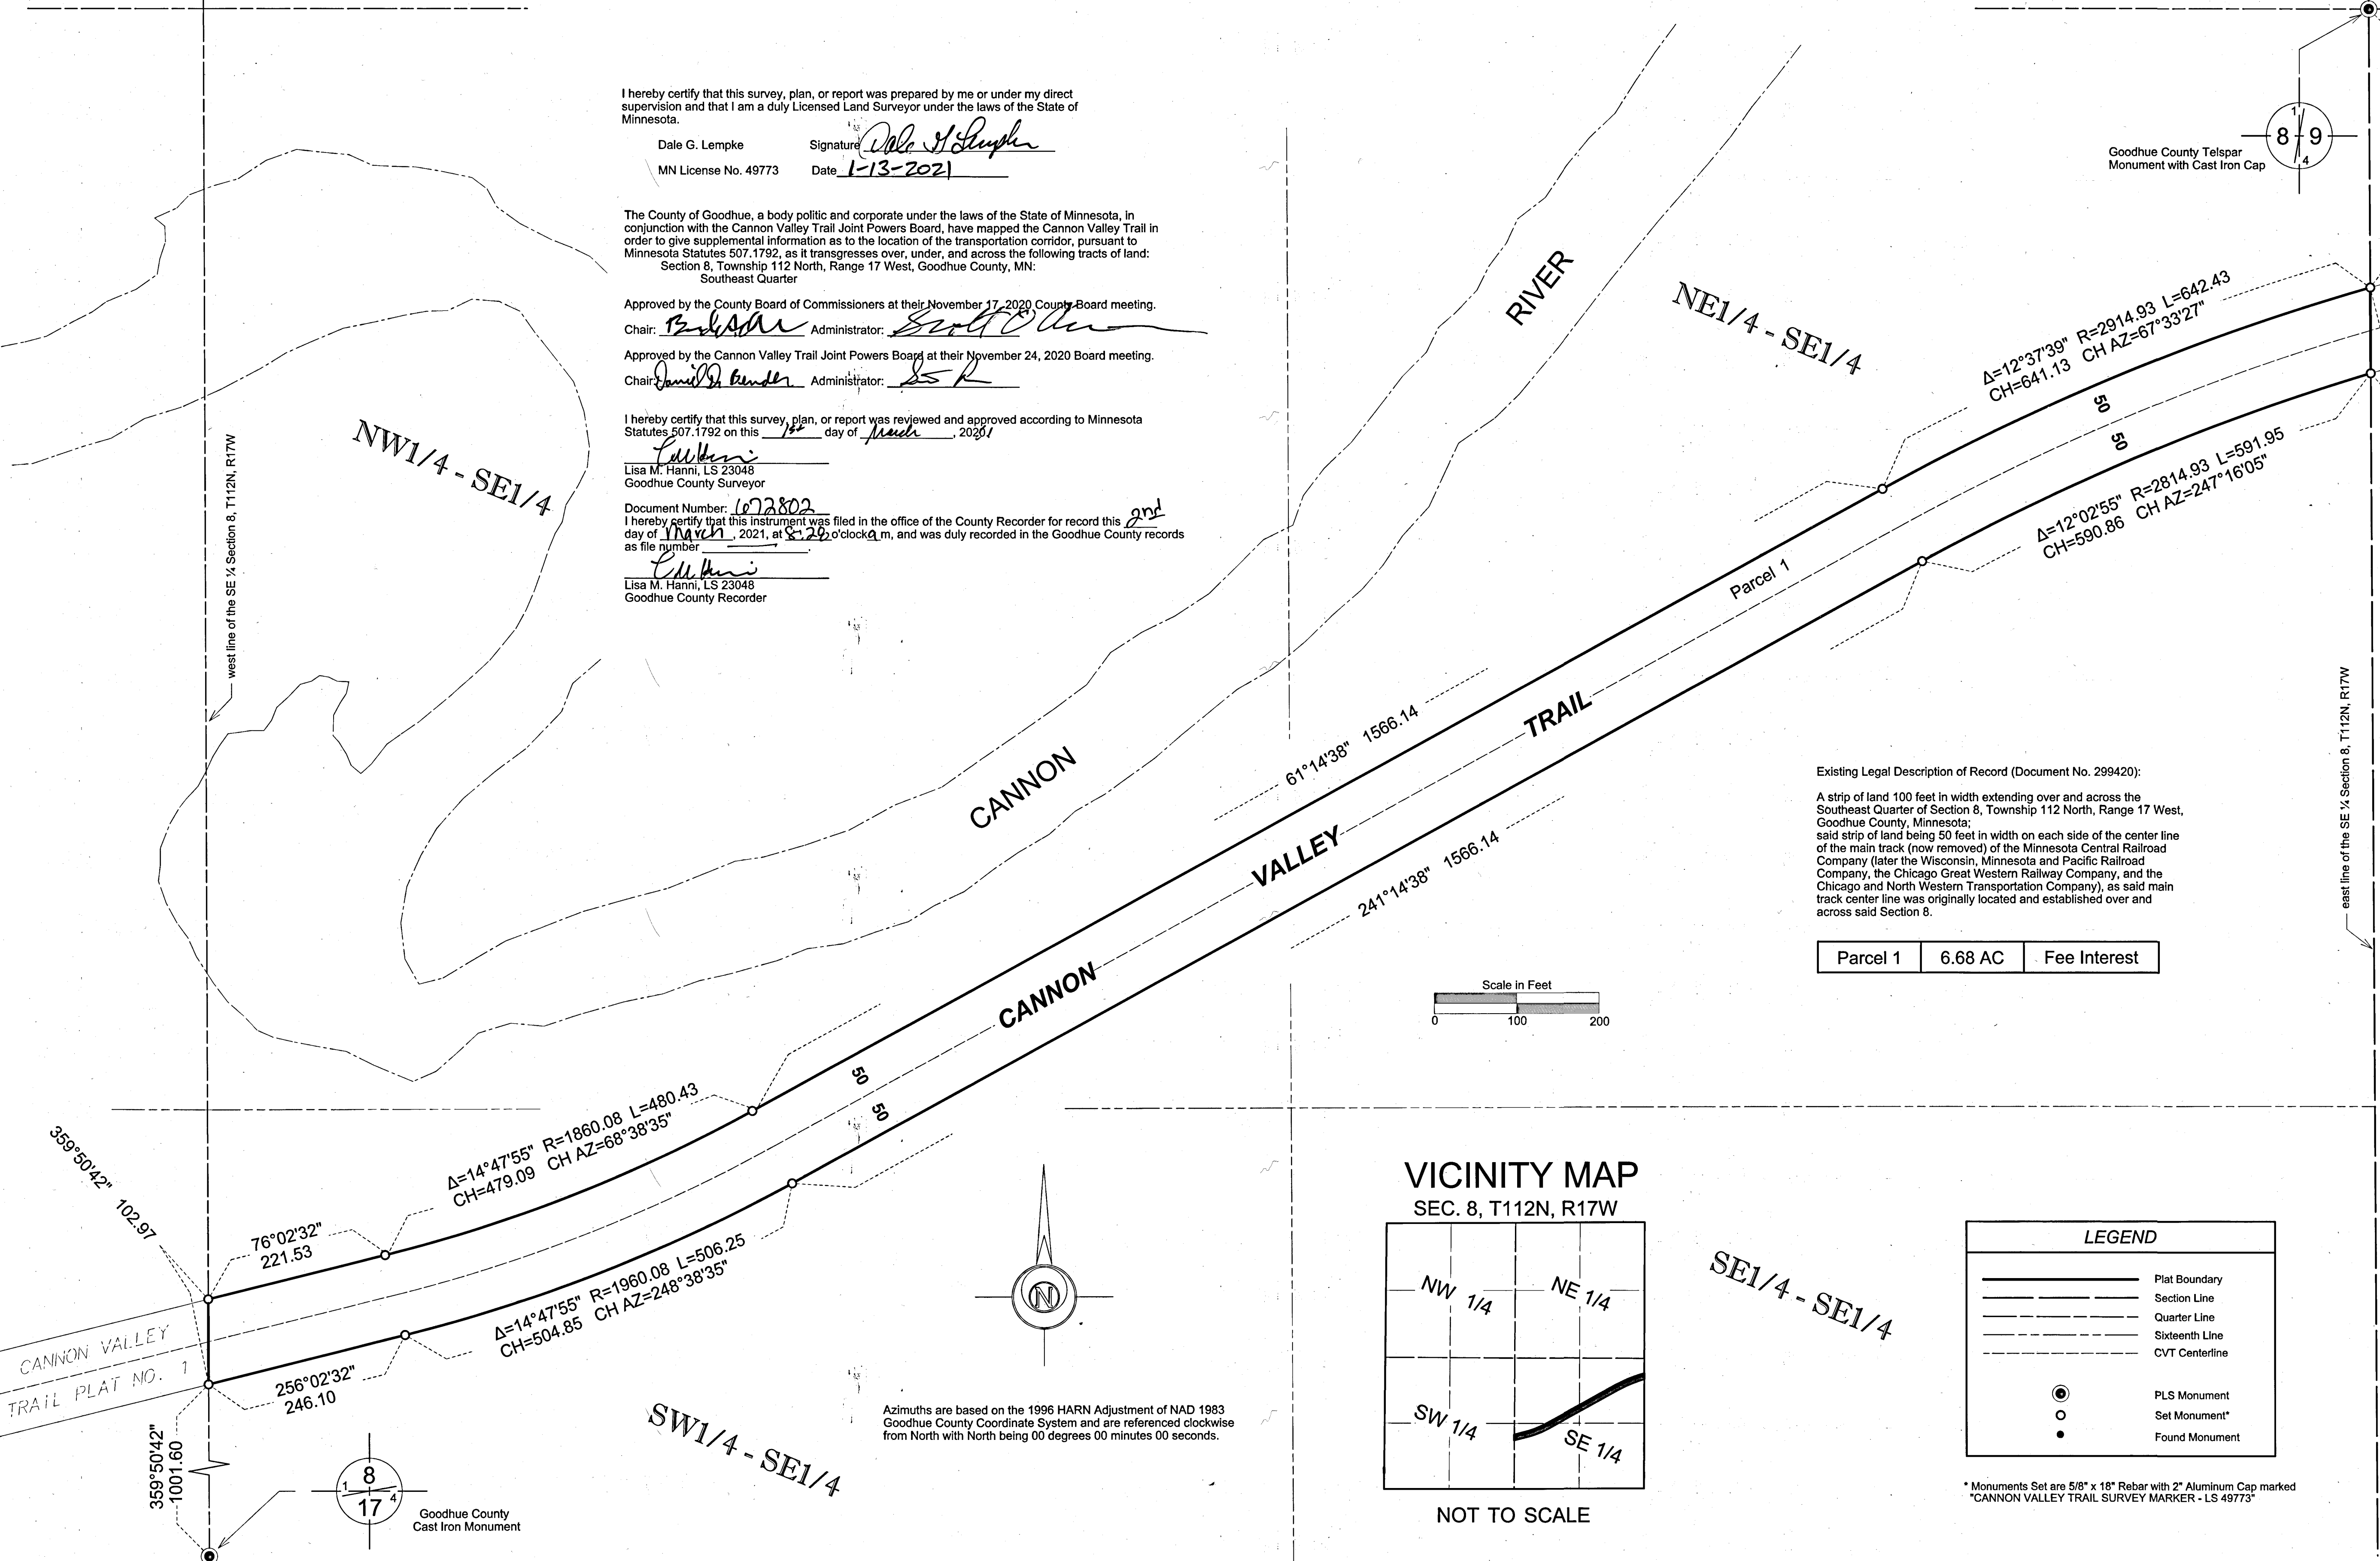 I hereby certify that this survey, plan, or report was prepared by me or under my direct
supervision and that I am a duly Licensed Land Surveyor under the laws of the State of
Minnesota.
Dale G. Lempke Signature Dale G Lempke
MN License No. 49773 Date 1-13-2021
The County of Goodhue, a body politic and corporate under the laws of the State of Minnesota, in
conjunction with the Cannon Valley Trail Joint Powers Board, have mapped the Cannon Valley Trail in
order to give supplemental information as to the location of the transportation corridor, pursuant to
Minnesota Statutes 507.1792, as it transgresses over, under, and across the following tracts of land:
Section 8, Township 112 North, Range 17 West, Goodhue County, MN:
Southeast Quarter
Approved by the County Board of Commissioners at their November 17, 2020 County Board meeting.
Chair: Administrator:
Approved by the Cannon Valley Trail Joint Powers Board at their November 24, 2020 Board meeting.
Chair: Administrator:
I hereby certify that this survey, plan, or report was reviewed and approved according to Minnesota
Statutes 507.1792 on this 1st day of March, 2021
Lisa M. Hanni, LS 23048
Goodhue County Surveyor
Document Number: 672802
I hereby certify that this instrument was filed in the office of the County Recorder for record this 2nd
day of March, 2021, at o'clock a m, and was duly recorded in the Goodhue County records
as file number
Lisa M. Hanni, LS 23048
Goodhue County Recorder
1/4
8 9
Goodhue County Telspar
Monument with Cast Iron Cap
RIVER
NE1/4 - SE1/4
Δ=12°37'39" R=2914.93 L=642.43
CH=641.13 CH AZ=67°33'27"
50
50
Δ=12°02'55" R=2814.93 L=591.95
CH=590.86 CH AZ=247°16'05"
Parcel 1
west line of the SE ¼ Section 8, T112N, R17W
NW1/4 - SE1/4
CANNON
61°14'38" 1566.14
CANNON VALLEY TRAIL
241°14'38" 1566.14
east line of the SE ¼ Section 8, T112N, R17W
Existing Legal Description of Record (Document No. 299420):
A strip of land 100 feet in width extending over and across the
Southeast Quarter of Section 8, Township 112 North, Range 17 West,
Goodhue County, Minnesota;
said strip of land being 50 feet in width on each side of the center line
of the main track (now removed) of the Minnesota Central Railroad
Company (later the Wisconsin, Minnesota and Pacific Railroad
Company, the Chicago Great Western Railway Company, and the
Chicago and North Western Transportation Company), as said main
track center line was originally located and established over and
across said Section 8.
Parcel 1 6.68 AC Fee Interest
Scale in Feet
0 100 200
50
50
Δ=14°47'55" R=1860.08 L=480.43
CH=479.09 CH AZ=68°38'35"
359°50'42" 102.97
76°02'32"
221.53
Δ=14°47'55" R=1960.08 L=506.25
CH=504.85 CH AZ=248°38'35"
CANNON VALLEY
TRAIL PLAT NO. 1
256°02'32"
246.10
359°50'42"
1001.60
8
1 4
17
Goodhue County
Cast Iron Monument
SW1/4 - SE1/4
N
Azimuths are based on the 1996 HARN Adjustment of NAD 1983
Goodhue County Coordinate System and are referenced clockwise
from North with North being 00 degrees 00 minutes 00 seconds.
VICINITY MAP
SEC. 8, T112N, R17W
NW 1/4 NE 1/4
SW 1/4 SE 1/4
NOT TO SCALE
SE1/4 - SE1/4
LEGEND
Plat Boundary
Section Line
Quarter Line
Sixteenth Line
CVT Centerline
PLS Monument
Set Monument*
Found Monument
* Monuments Set are 5/8" x 18" Rebar with 2" Aluminum Cap marked
"CANNON VALLEY TRAIL SURVEY MARKER - LS 49773"